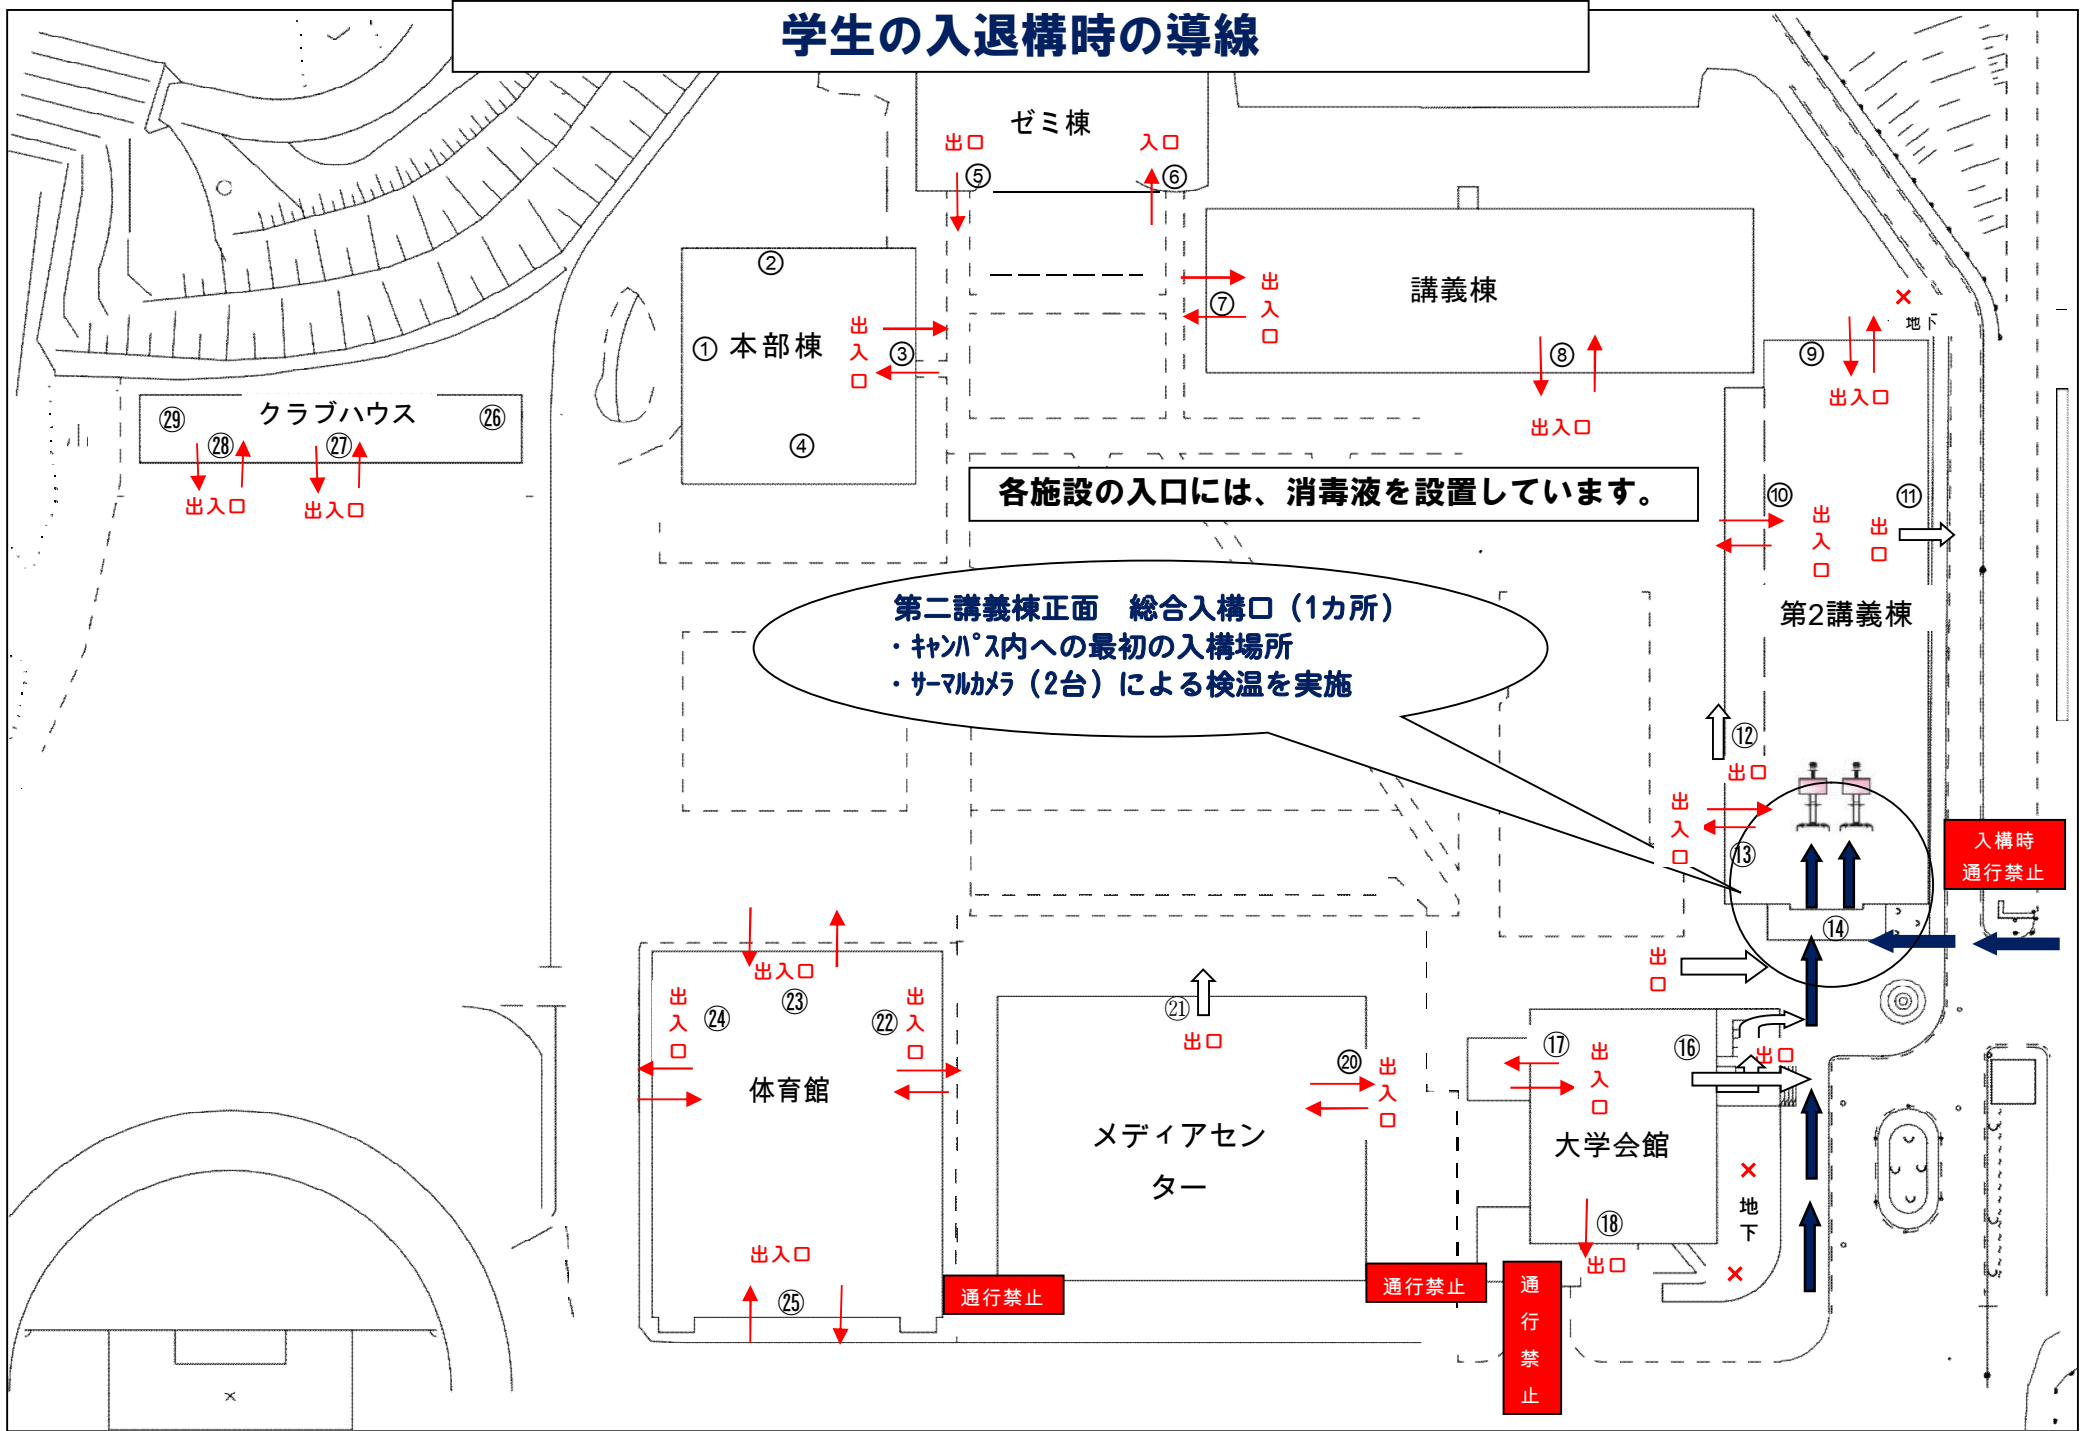 学生の入退構時の導線
ゼミ棟
出口
入口
⑤
⑥
②
①
本部棟
出入口
③
④
講義棟
出入口
⑦
⑧
出入口
×
地下
⑨
出入口
クラブハウス
㉙
㉘
㉗
㉖
出入口
出入口
各施設の入口には、消毒液を設置しています。
⑩
出入口
⑪
出口
第2講義棟
第二講義棟正面 総合入構口（1カ所）
・ｷｬﾝﾊﾟｽ内への最初の入構場所
・ｻｰﾏﾙｶﾒﾗ（2台）による検温を実施
⑫
出口
出入口
⑬
入構時
通行禁止
⑭
出口
出入口
㉓
出入口
㉔
㉒
出入口
体育館
出入口
㉕
㉑
出口
⑳
出入口
メディアセン
ター
⑰
出入口
⑯
出口
大学会館
×
地下
×
⑱
出口
通行禁止
通行禁止
通行禁止